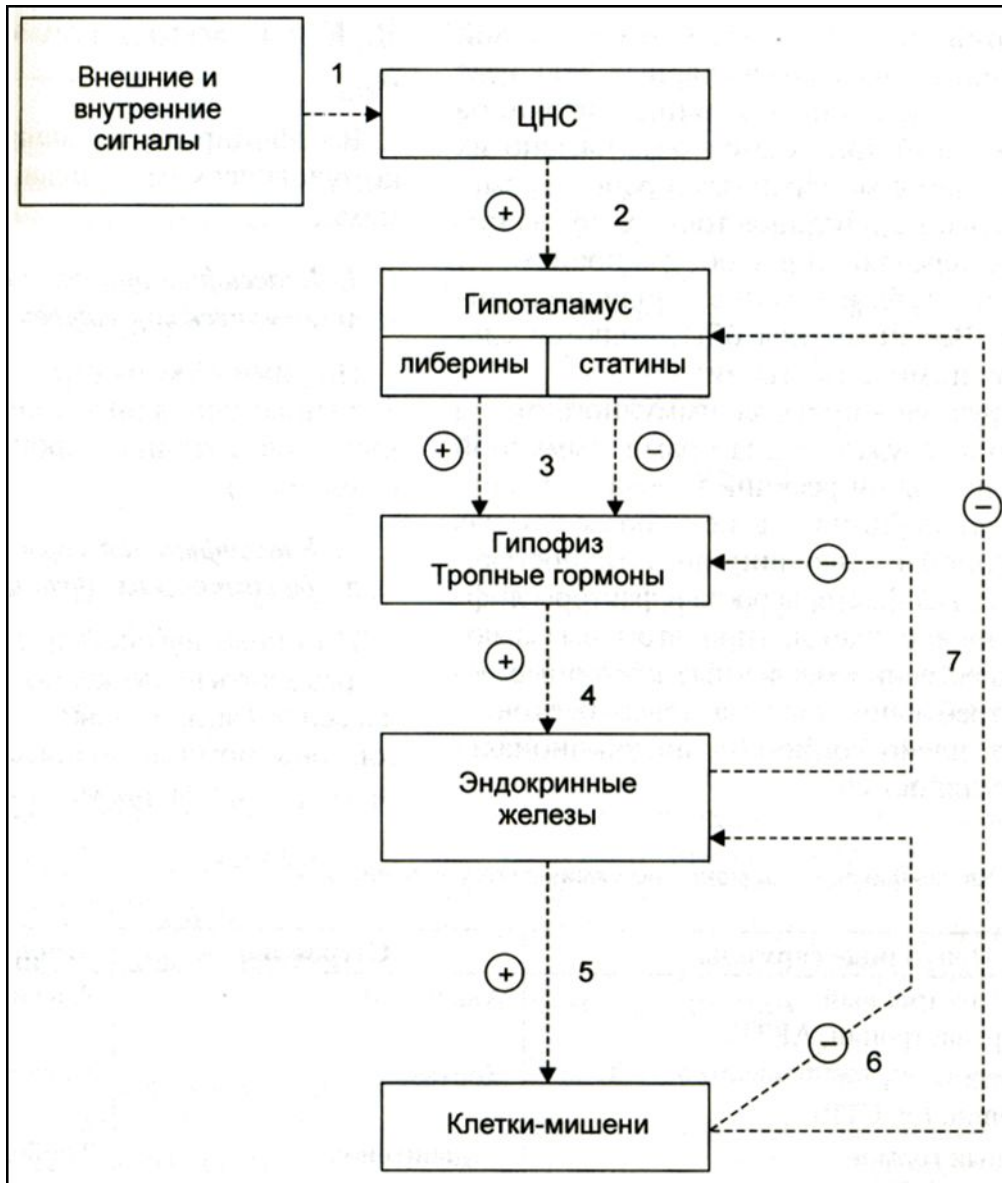 Внешние и
внутренние
сигналы
1
ЦНС
+
2
Гипоталамус
либерины
статины
+
3
−
Гипофиз
Тропные гормоны
−
−
+
4
7
Эндокринные
железы
+
5
−
6
Клетки-мишени